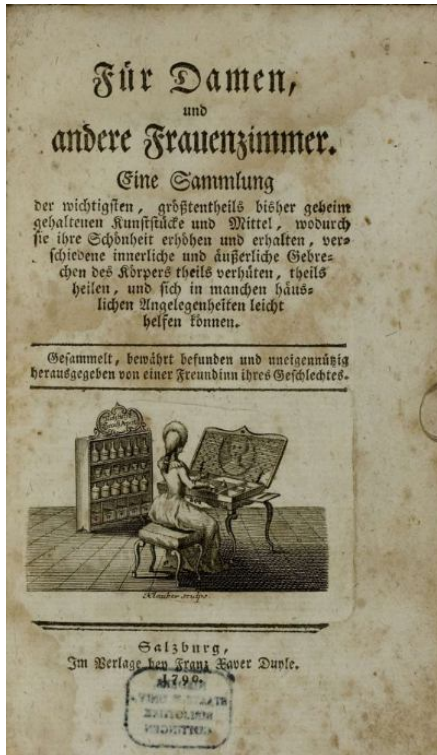 Für Damen,
und
andere Frauenzimmer.
Eine Sammlung
der wichtigsten, größtentheils bisher geheim
gehaltenen Kunststücke und Mittel, wodurch
sie ihre Schönheit erhöhen und erhalten, ver-
schiedene innerliche und äußerliche Gebre-
chen des Körpers theils verhüten, theils
heilen, und sich in manchen häus-
lichen Angelegenheiten leicht
helfen können.
Gesammelt, bewährt befunden und uneigennützig
herausgegeben von einer Freundinn ihres Geschlechtes.
Klauber sculps.
Salzburg,
Im Verlage bey Franz Xaver Duyle.